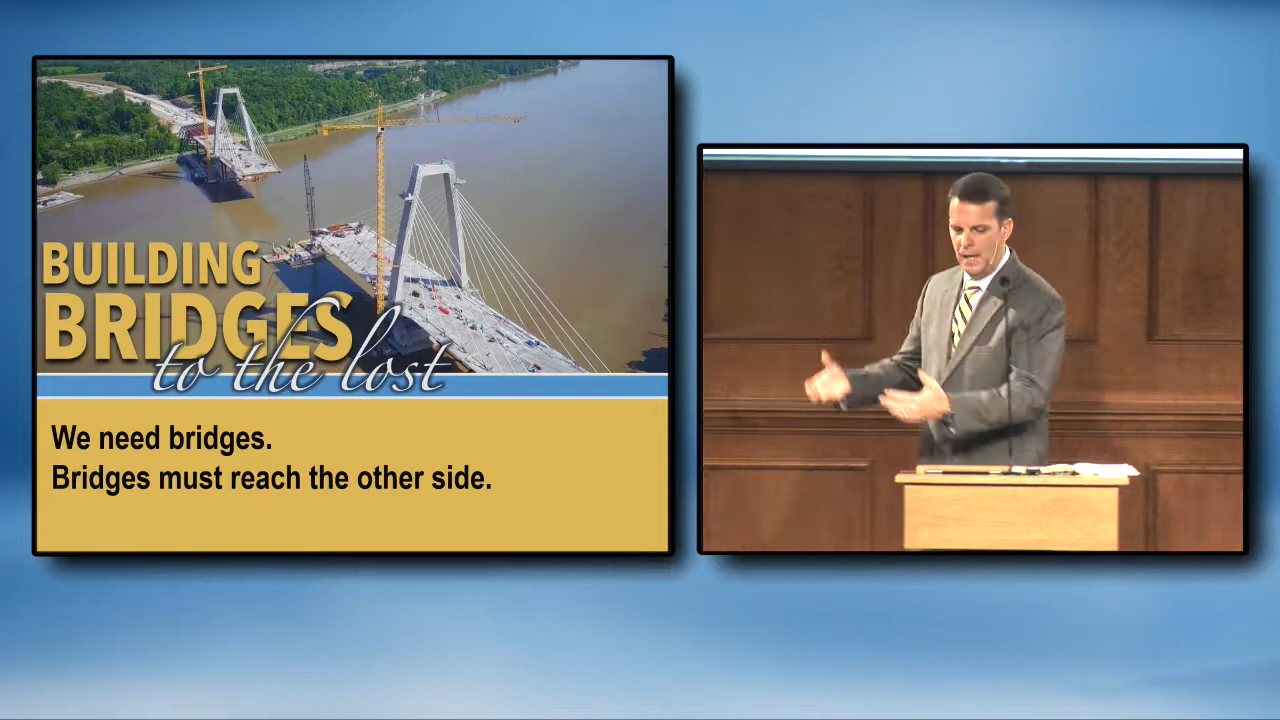 BUILDING
BRIDGES
to the lost
We need bridges.
Bridges must reach the other side.